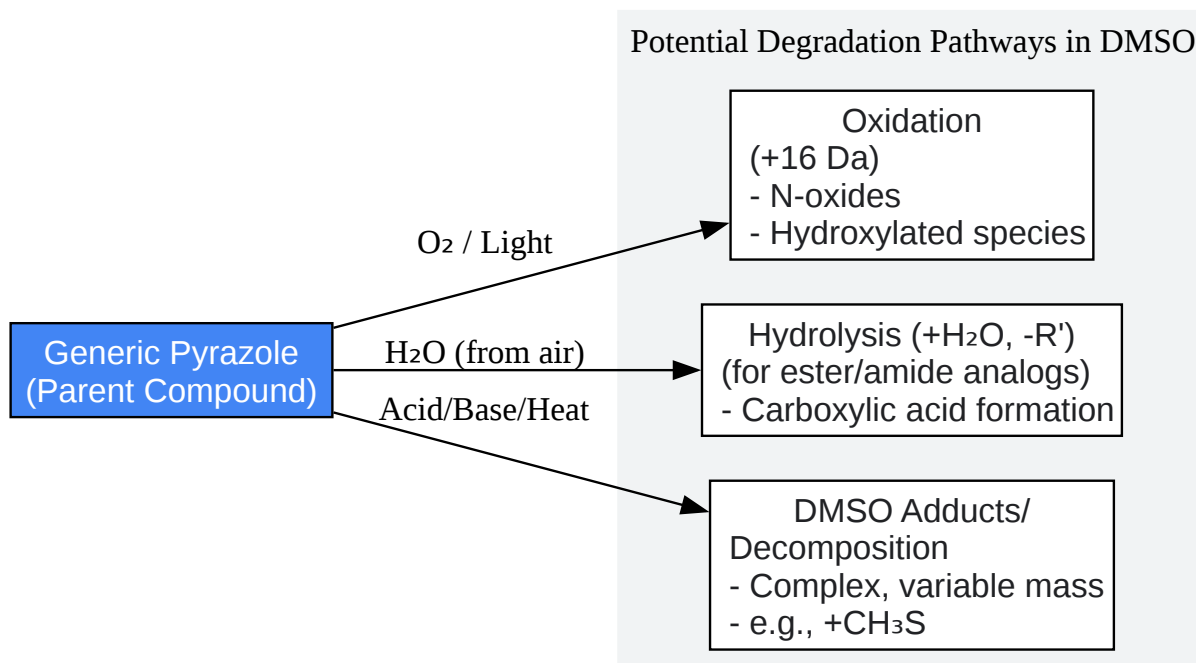 Potential Degradation Pathways in DMSO
Generic Pyrazole
(Parent Compound)
O₂ / Light
H₂O (from air)
Acid/Base/Heat
Oxidation
(+16 Da)
- N-oxides
- Hydroxylated species
Hydrolysis (+H₂O, -R')
(for ester/amide analogs)
- Carboxylic acid formation
DMSO Adducts/
Decomposition
- Complex, variable mass
- e.g., +CH₃S